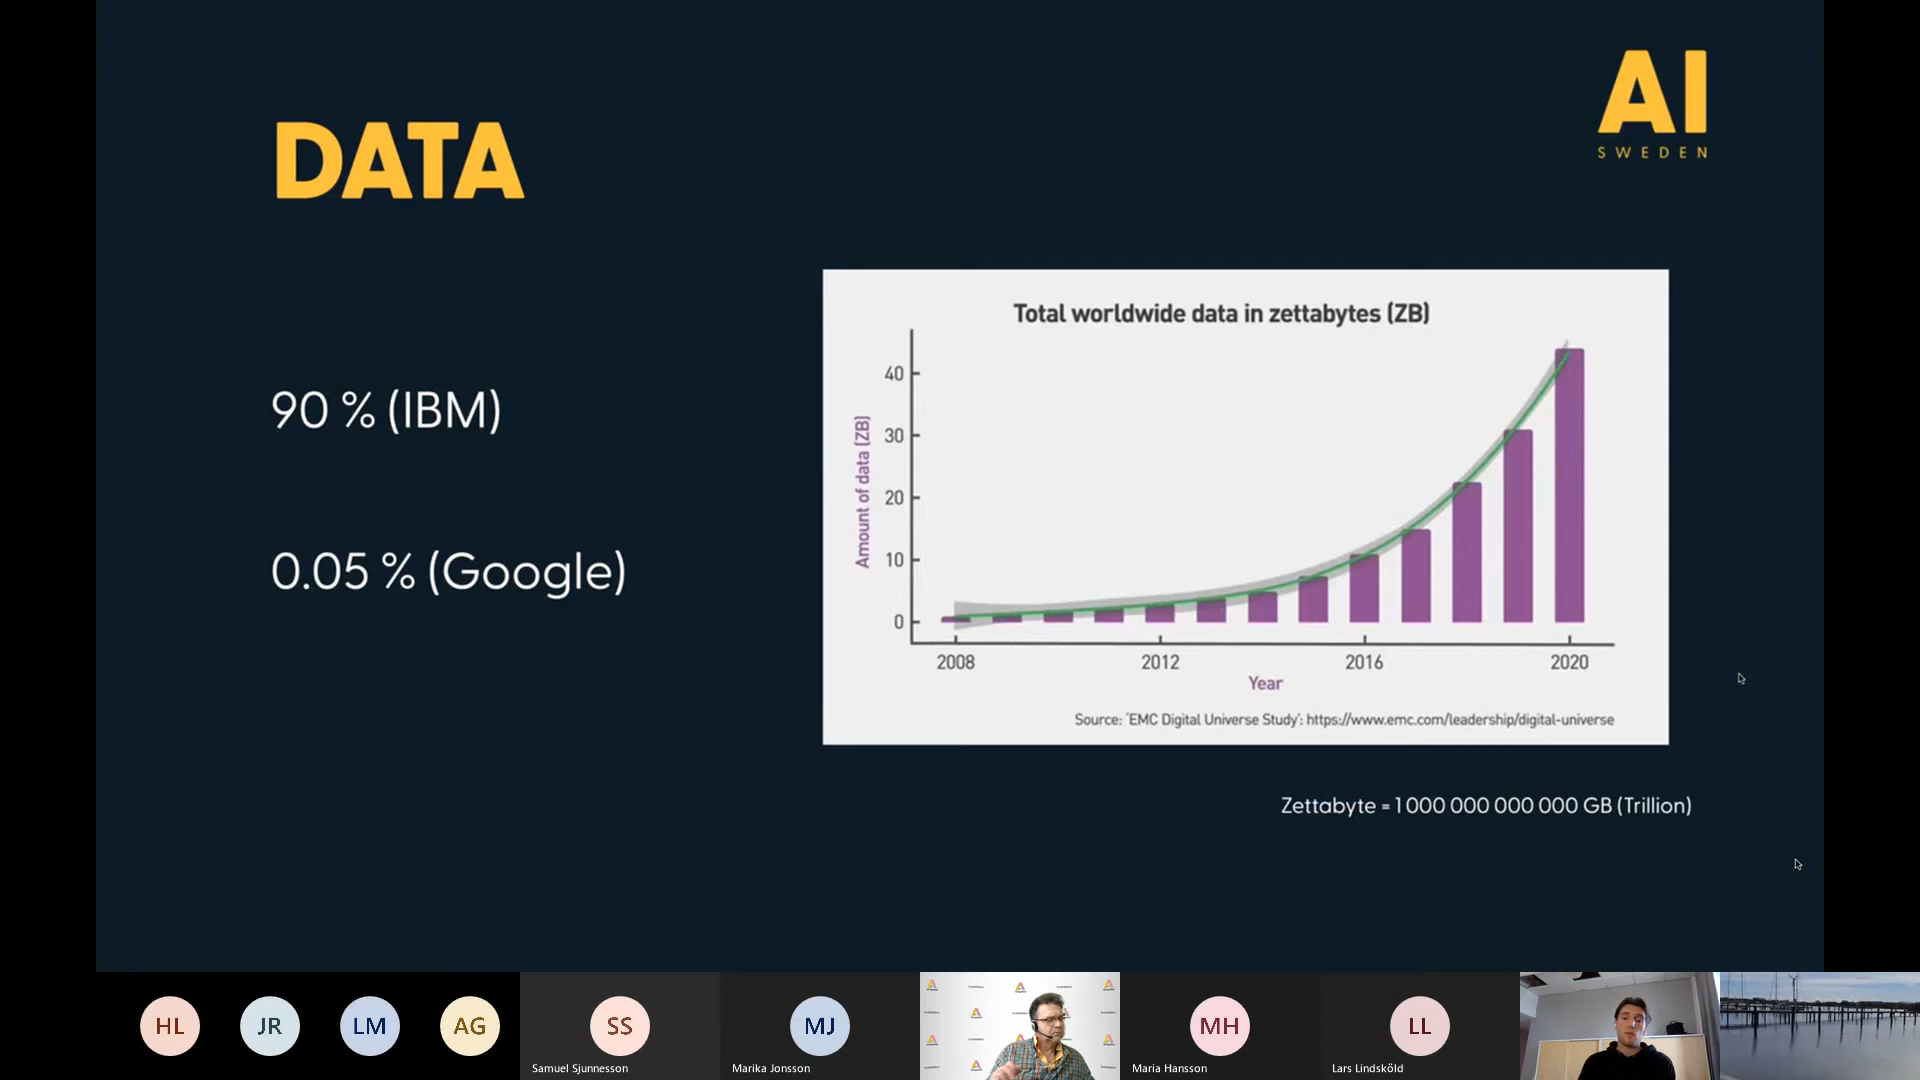 AI
SWEDEN
DATA
90 % (IBM)
0.05 % (Google)
Total worldwide data in zettabytes (ZB)
Amount of data (ZB)
40
30
20
10
0
2008
2012
2016
2020
Year
Source: 'EMC Digital Universe Study': https://www.emc.com/leadership/digital-universe
Zettabyte = 1 000 000 000 000 GB (Trillion)
HL
JR
LM
AG
SS
MJ
MH
LL
Samuel Sjunnesson
Marika Jonsson
Maria Hansson
Lars Lindsköld